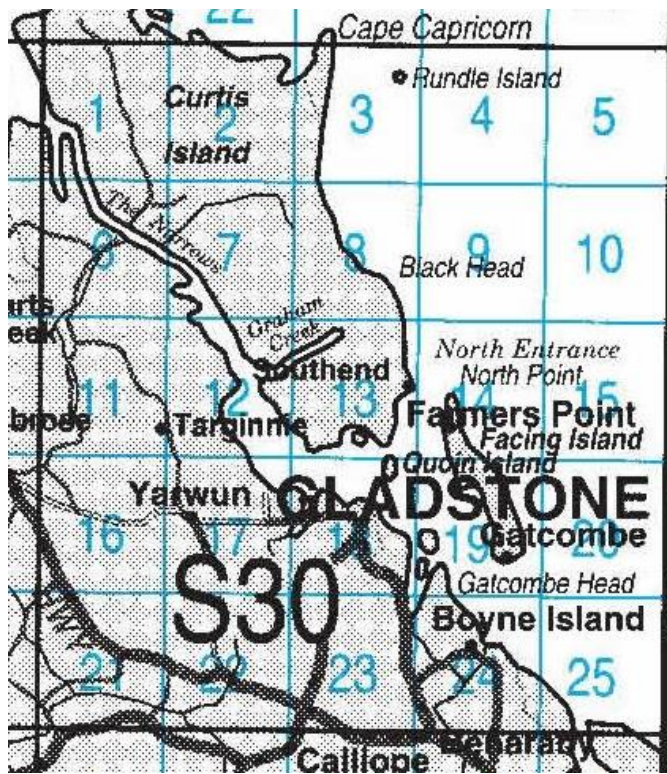 22
Cape Capricorn
Rundle Island
Curtis
Island
1
2
3
4
5
The Narrows
6
7
8
9
10
Black Head
Graham
Creek
North Entrance
North Point
Southend
11
12
13
14
15
Targinnie
Farmers Point
Facing Island
Quoin Island
Yarwun
GLADSTONE
16
17
18
19
20
Gatcombe
Gatcombe Head
S30
Boyne Island
HWY
21
22
23
24
25
Calliope
Benaraby